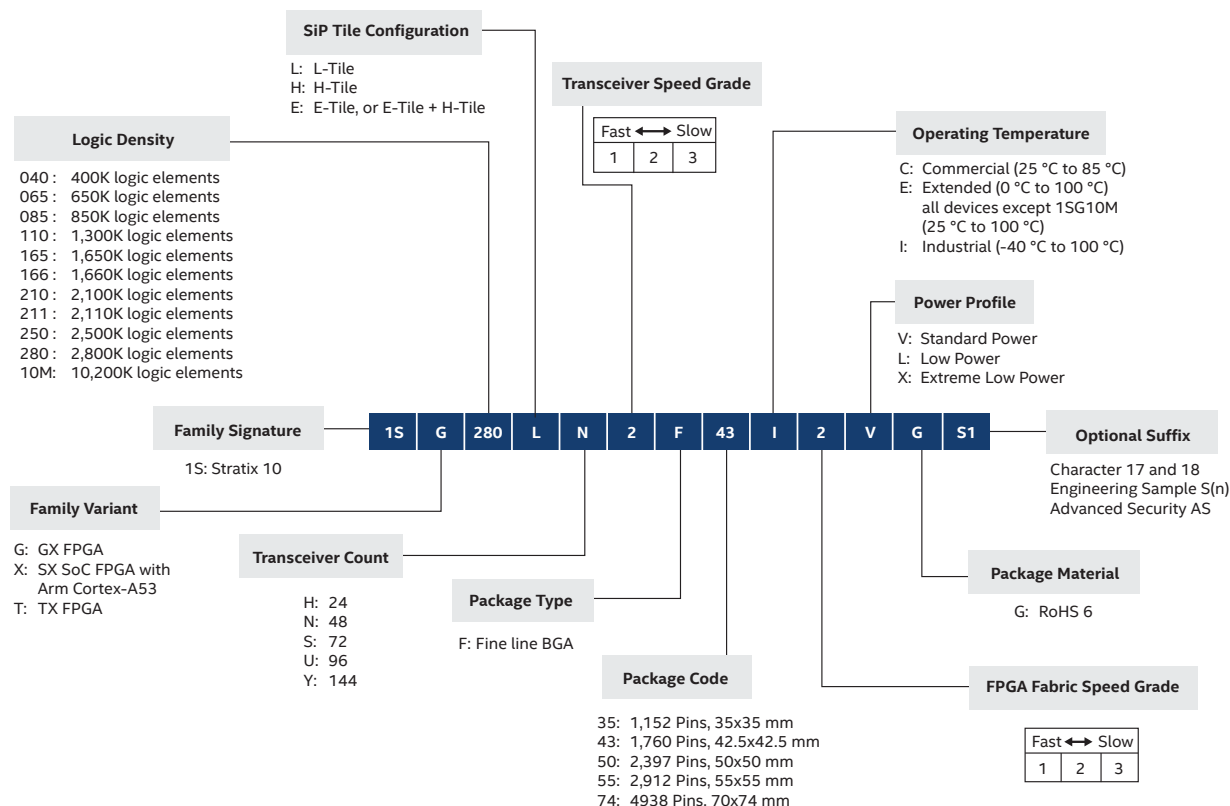 SiP Tile Configuration
L: L-Tile
H: H-Tile
E: E-Tile, or E-Tile + H-Tile
Transceiver Speed Grade
Fast ↔ Slow
1 2 3
Logic Density
040 : 400K logic elements
065 : 650K logic elements
085 : 850K logic elements
110 : 1,300K logic elements
165 : 1,650K logic elements
166 : 1,660K logic elements
210 : 2,100K logic elements
211 : 2,110K logic elements
250 : 2,500K logic elements
280 : 2,800K logic elements
10M: 10,200K logic elements
Operating Temperature
C: Commercial (25 °C to 85 °C)
E: Extended (0 °C to 100 °C)
all devices except 1SG10M
(25 °C to 100 °C)
I: Industrial (-40 °C to 100 °C)
Power Profile
V: Standard Power
L: Low Power
X: Extreme Low Power
Family Signature
1S: Stratix 10
1S G 280 L N 2 F 43 I 2 V G S1
Optional Suffix
Character 17 and 18
Engineering Sample S(n)
Advanced Security AS
Family Variant
G: GX FPGA
X: SX SoC FPGA with
Arm Cortex-A53
T: TX FPGA
Transceiver Count
H: 24
N: 48
S: 72
U: 96
Y: 144
Package Type
F: Fine line BGA
Package Code
35: 1,152 Pins, 35x35 mm
43: 1,760 Pins, 42.5x42.5 mm
50: 2,397 Pins, 50x50 mm
55: 2,912 Pins, 55x55 mm
74: 4938 Pins, 70x74 mm
Package Material
G: RoHS 6
FPGA Fabric Speed Grade
Fast ↔ Slow
1 2 3